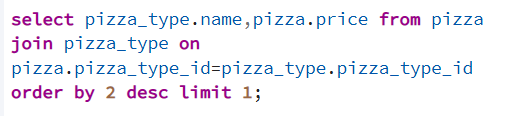 select pizza_type.name,pizza.price from pizza
join pizza_type on
pizza.pizza_type_id=pizza_type.pizza_type_id
order by 2 desc limit 1;